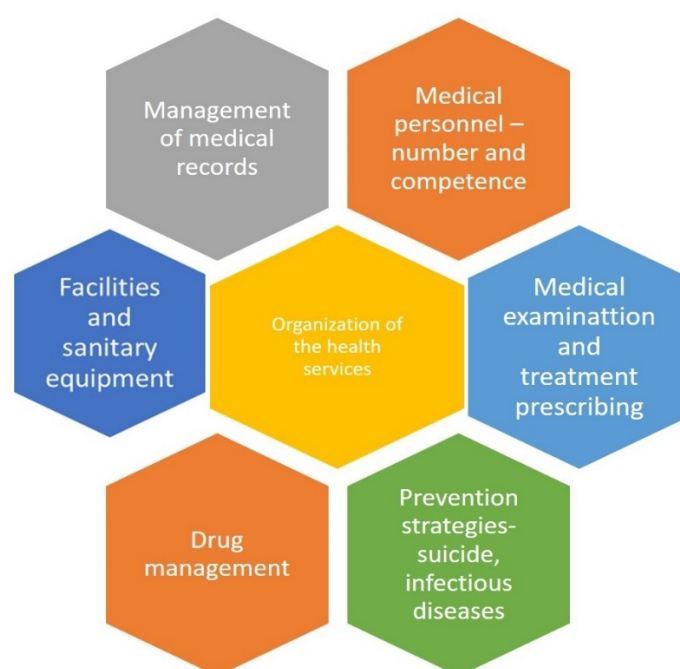 Management
of medical
records
Medical
personnel –
number and
competence
Facilities
and
sanitary
equipment
Organization of
the health
services
Medical
examinattion
and
treatment
prescribing
Drug
management
Prevention
strategies-
suicide,
infectious
diseases